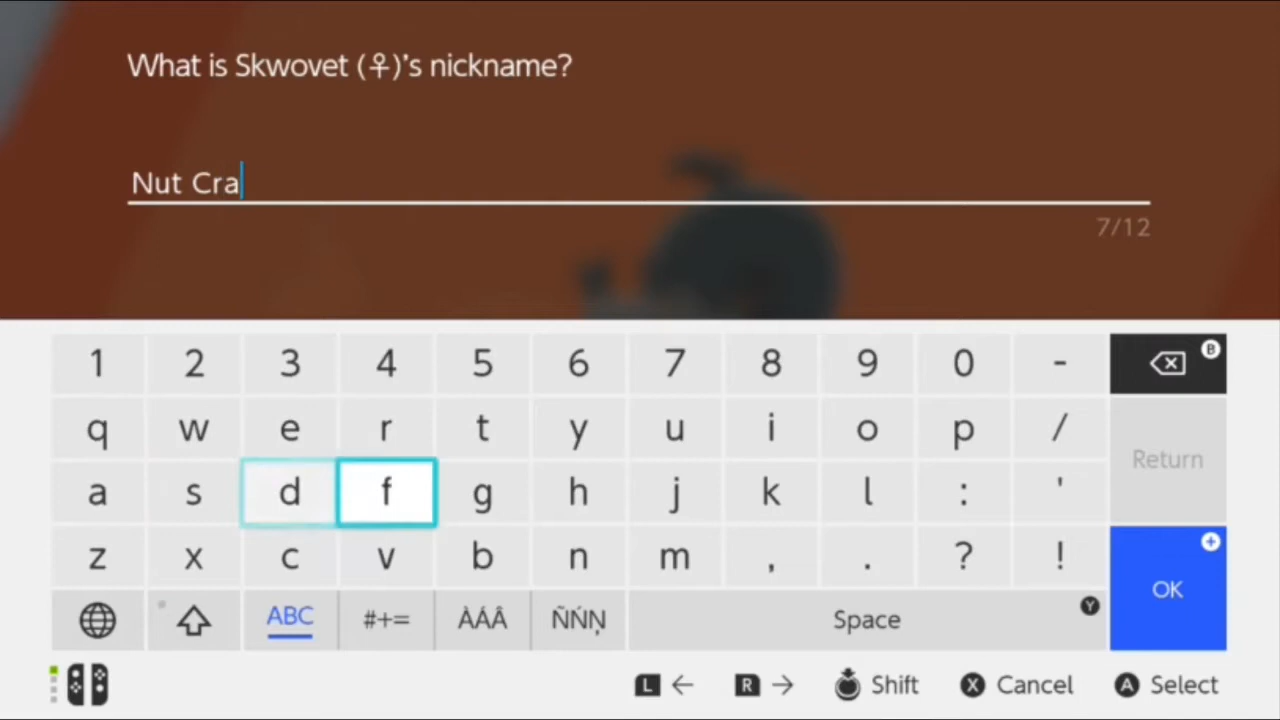 What is Skwovet (♀)'s nickname?
Nut Cra
7/12
1 2 3 4 5 6 7 8 9 0 - B
q w e r t y u i o p /
Return
a s d f g h j k l : '
z x c v b n m , . ? ! +
OK
ABC #+= ÀÁÂ ÑŃŅ Space Y
L ← R → Shift X Cancel A Select